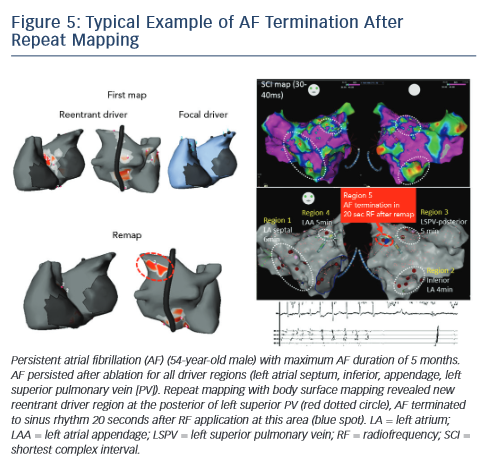 Figure 5: Typical Example of AF Termination After
Repeat Mapping
First map
Reentrant driver
Focal driver
Remap
SCI map (30-
40ms)
Region 5
AF termination in
20 sec RF after remap
Region 1
LA septal
6min
Region 4
LAA 5min
Region 3
LSPV-posterior
5 min
Region 2
Inferior
LA 4min
Persistent atrial fibrillation (AF) (54-year-old male) with maximum AF duration of 5 months.
AF persisted after ablation for all driver regions (left atrial septum, inferior, appendage, left
superior pulmonary vein [PV]). Repeat mapping with body surface mapping revealed new
reentrant driver region at the posterior of left superior PV (red dotted circle), AF terminated
to sinus rhythm 20 seconds after RF application at this area (blue spot). LA = left atrium;
LAA = left atrial appendage; LSPV = left superior pulmonary vein; RF = radiofrequency; SCI =
shortest complex interval.